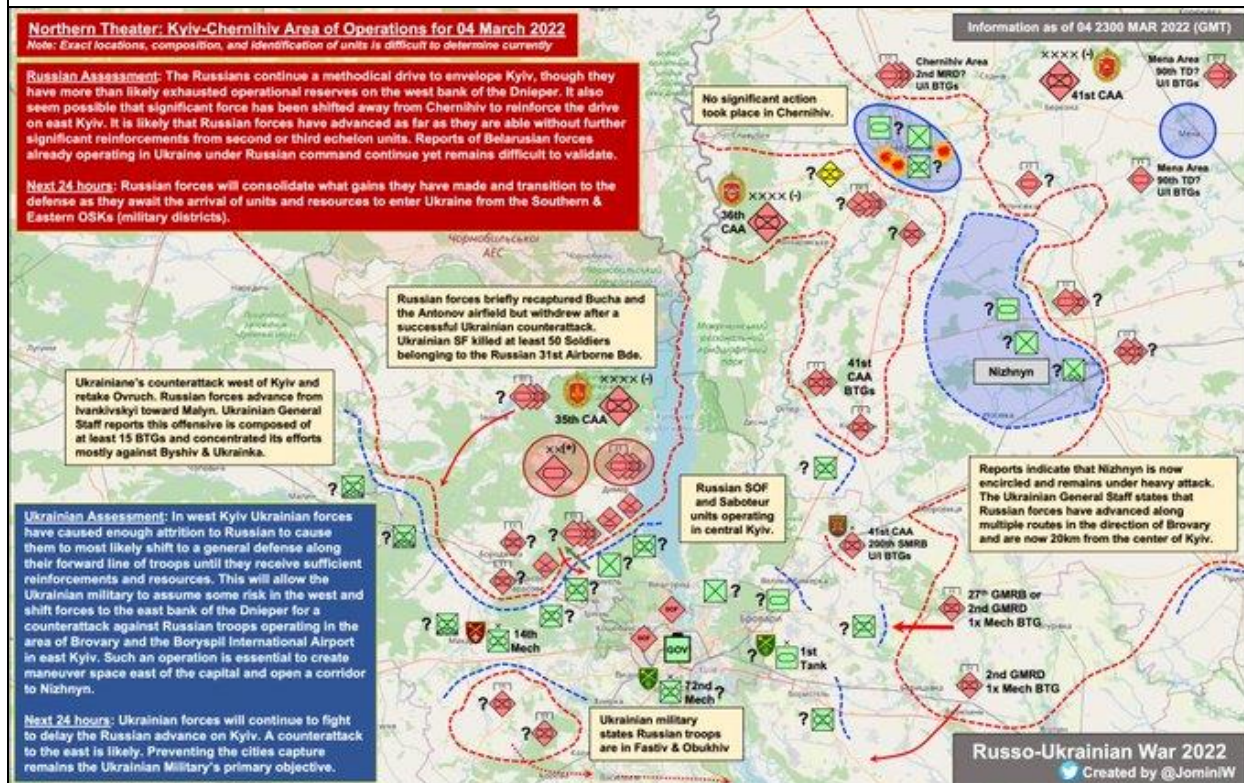 Northern Theater: Kyiv-Chernihiv Area of Operations for 04 March 2022
Note: Exact locations, composition, and identification of units is difficult to determine currently
Information as of 04 2300 MAR 2022 (GMT)
Russian Assessment: The Russians continue a methodical drive to envelope Kyiv, though they
have more than likely exhausted operational reserves on the west bank of the Dnieper. It also
seem possible that significant force has been shifted away from Chernihiv to reinforce the drive
on east Kyiv. It is likely that Russian forces have advanced as far as they are able without further
significant reinforcements from second or third echelon units. Reports of Belarusian forces
already operating in Ukraine under Russian command continue yet remains difficult to validate.
Next 24 hours: Russian forces will consolidate what gains they have made and transition to the
defense as they await the arrival of units and resources to enter Ukraine from the Southern &
Eastern OSKs (military districts).
No significant action
took place in Chernihiv.
Chernihiv Area
2nd MRD?
U/I BTGs
XXXX (-)
41st CAA
Mena Area
90th TD?
U/I BTGs
Mena Area
90th TD?
U/I BTGs
XXXX (-)
36th
CAA
Чорнобильської
АЕС
Russian forces briefly recaptured Bucha and
the Antonov airfield but withdrew after a
successful Ukrainian counterattack.
Ukrainian SF killed at least 50 Soldiers
belonging to the Russian 31st Airborne Bde.
Ukrainiane's counterattack west of Kyiv and
retake Ovruch. Russian forces advance from
Ivankivskyi toward Malyn. Ukrainian General
Staff reports this offensive is composed of
at least 15 BTGs and concentrated its efforts
mostly against Byshiv & Ukrainka.
XXXX (-)
35th CAA
XX(+)
41st
CAA
BTGs
Nizhnyn
Russian SOF
and Saboteur
units operating
in central Kyiv.
Reports indicate that Nizhnyn is now
encircled and remains under heavy attack.
The Ukrainian General Staff states that
Russian forces have advanced along
multiple routes in the direction of Brovary
and are now 20km from the center of Kyiv.
41st CAA
200th SMRB
U/I BTGs
Ukrainian Assessment: In west Kyiv Ukrainian forces
have caused enough attrition to Russian to cause
them to most likely shift to a general defense along
their forward line of troops until they receive sufficient
reinforcements and resources. This will allow the
Ukrainian military to assume some risk in the west and
shift forces to the east bank of the Dnieper for a
counterattack against Russian troops operating in the
area of Brovary and the Boryspil International Airport
in east Kyiv. Such an operation is essential to create
maneuver space east of the capital and open a corridor
to Nizhnyn.
Next 24 hours: Ukrainian forces will continue to fight
to delay the Russian advance on Kyiv. A counterattack
to the east is likely. Preventing the cities capture
remains the Ukrainian Military's primary objective.
27th GMRB or
2nd GMRD
1x Mech BTG
14th
Mech
SOF
SOF
GOV
1st
Tank
72nd
Mech
2nd GMRD
1x Mech BTG
Ukrainian military
states Russian troops
are in Fastiv & Obukhiv
Russo-Ukrainian War 2022
Created by @JominiW